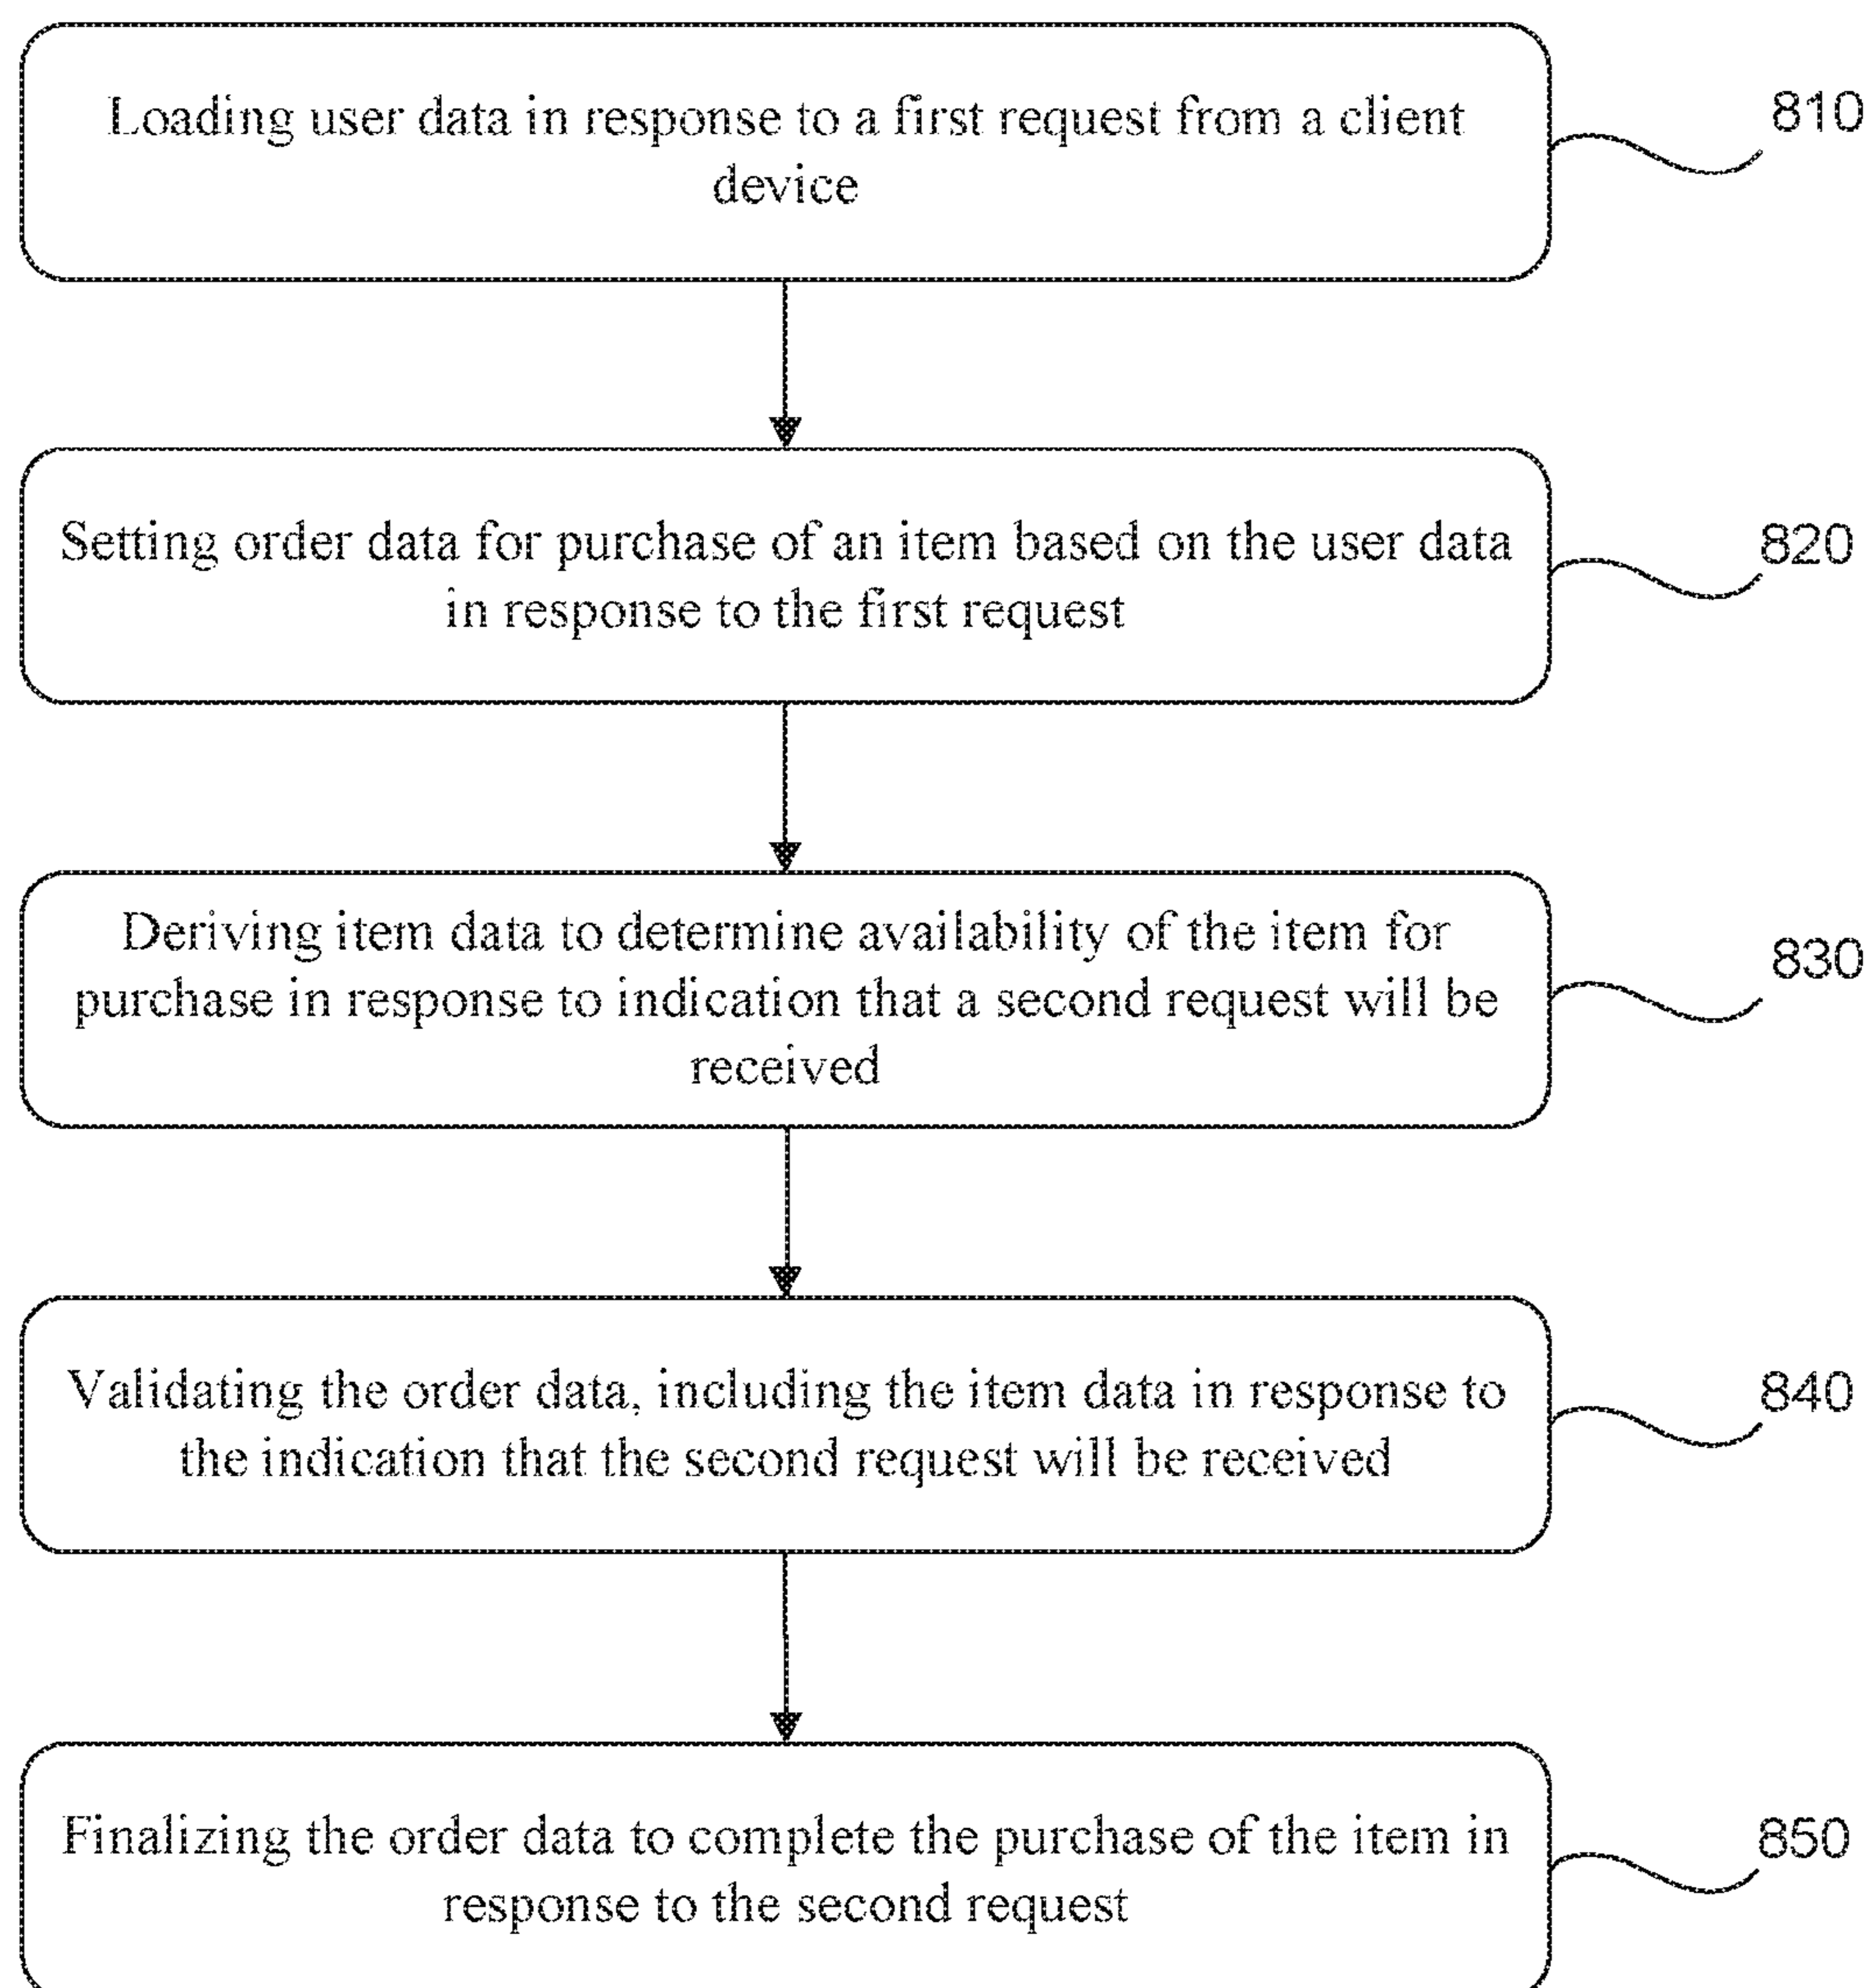 Loading user data in response to a first request from a client
device
810
Setting order data for purchase of an item based on the user data
in response to the first request
820
Deriving item data to determine availability of the item for
purchase in response to indication that a second request will be
received
830
Validating the order data, including the item data in response to
the indication that the second request will be received
840
Finalizing the order data to complete the purchase of the item in
response to the second request
850